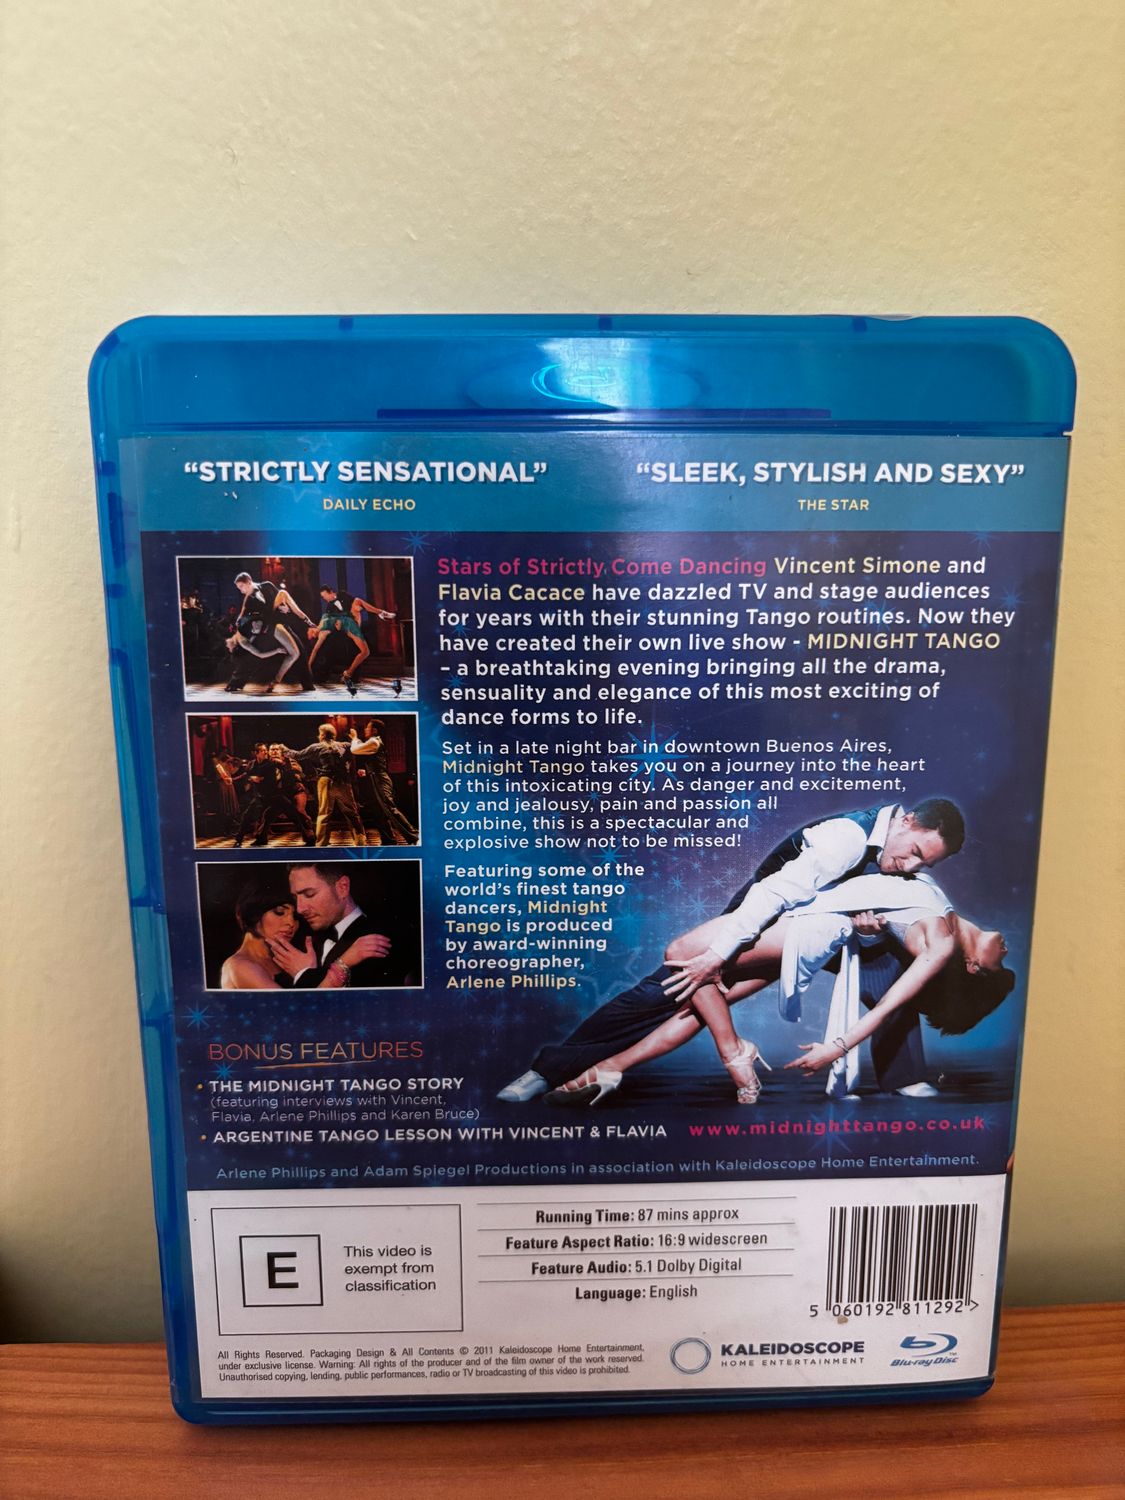 “STRICTLY SENSATIONAL”
DAILY ECHO
“SLEEK, STYLISH AND SEXY”
THE STAR
Stars of Strictly Come Dancing Vincent Simone and
Flavia Cacace have dazzled TV and stage audiences
for years with their stunning Tango routines. Now they
have created their own live show - MIDNIGHT TANGO
– a breathtaking evening bringing all the drama,
sensuality and elegance of this most exciting of
dance forms to life.
Set in a late night bar in downtown Buenos Aires,
Midnight Tango takes you on a journey into the heart
of this intoxicating city. As danger and excitement,
joy and jealousy, pain and passion all
combine, this is a spectacular and
explosive show not to be missed!
Featuring some of the
world’s finest tango
dancers, Midnight
Tango is produced
by award-winning
choreographer,
Arlene Phillips.
BONUS FEATURES
• THE MIDNIGHT TANGO STORY
(featuring interviews with Vincent,
Flavia, Arlene Phillips and Karen Bruce)
• ARGENTINE TANGO LESSON WITH VINCENT & FLAVIA
www.midnighttango.co.uk
Arlene Phillips and Adam Spiegel Productions in association with Kaleidoscope Home Entertainment.
E
This video is
exempt from
classification
Running Time: 87 mins approx
Feature Aspect Ratio: 16:9 widescreen
Feature Audio: 5.1 Dolby Digital
Language: English
5 060192 811292 >
All Rights Reserved. Packaging Design & All Contents © 2011 Kaleidoscope Home Entertainment,
under exclusive license. Warning: All rights of the producer and of the film owner of the work reserved.
Unauthorised copying, lending, public performances, radio or TV broadcasting of this video is prohibited.
KALEIDOSCOPE
HOME ENTERTAINMENT
Blu-ray Disc™